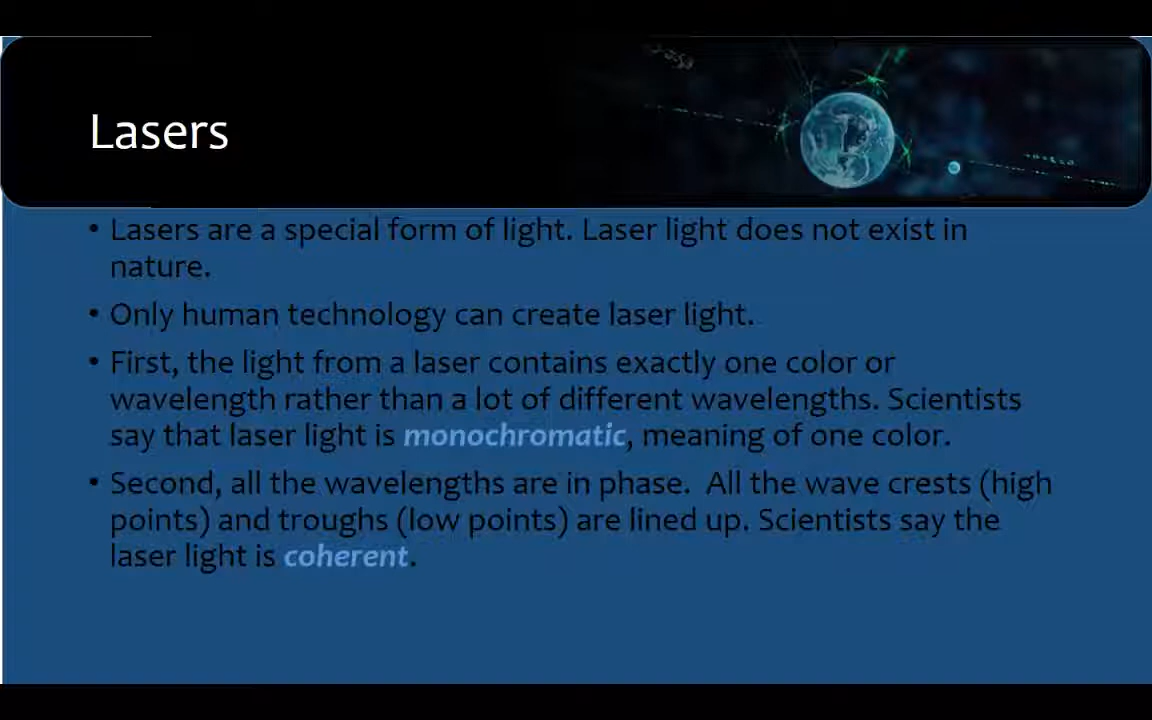 Lasers
• Lasers are a special form of light. Laser light does not exist in
nature.
• Only human technology can create laser light.
• First, the light from a laser contains exactly one color or
wavelength rather than a lot of different wavelengths. Scientists
say that laser light is monochromatic, meaning of one color.
• Second, all the wavelengths are in phase.  All the wave crests (high
points) and troughs (low points) are lined up. Scientists say the
laser light is coherent.